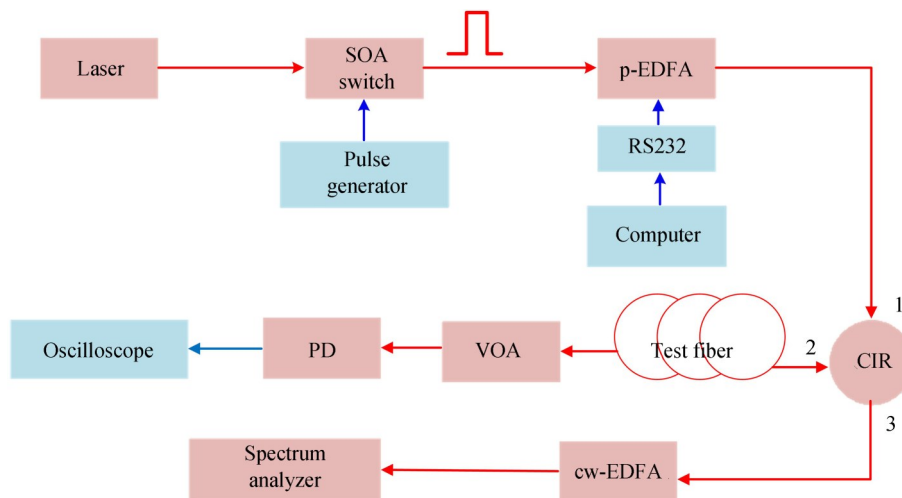 Laser
SOA
switch
p-EDFA
Pulse
generator
RS232
Computer
1
Oscilloscope
PD
VOA
Test fiber
2
CIR
3
Spectrum
analyzer
cw-EDFA